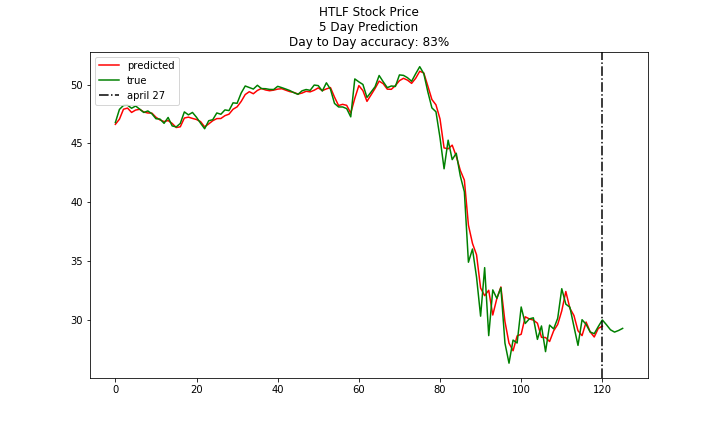 HTLF Stock Price
5 Day Prediction
Day to Day accuracy: 83%
predicted
true
april 27
50
45
40
35
30
0
20
40
60
80
100
120